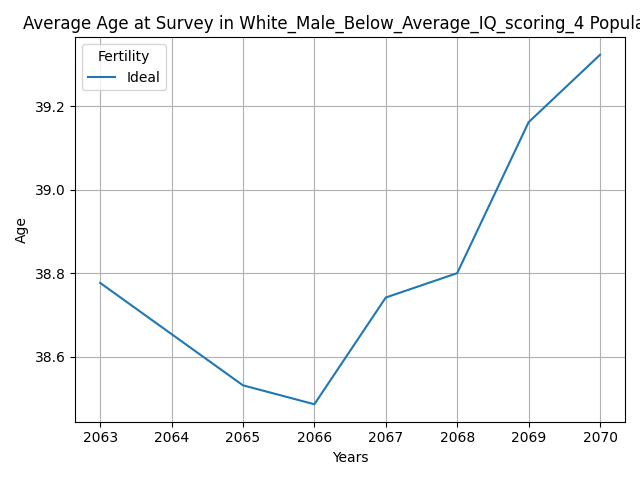 Average Age at Survey in White_Male_Below_Average_IQ_scoring_4 Popula
Fertility
Ideal
39.2
39.0
38.8
38.6
Age
2063 2064 2065 2066 2067 2068 2069 2070
Years